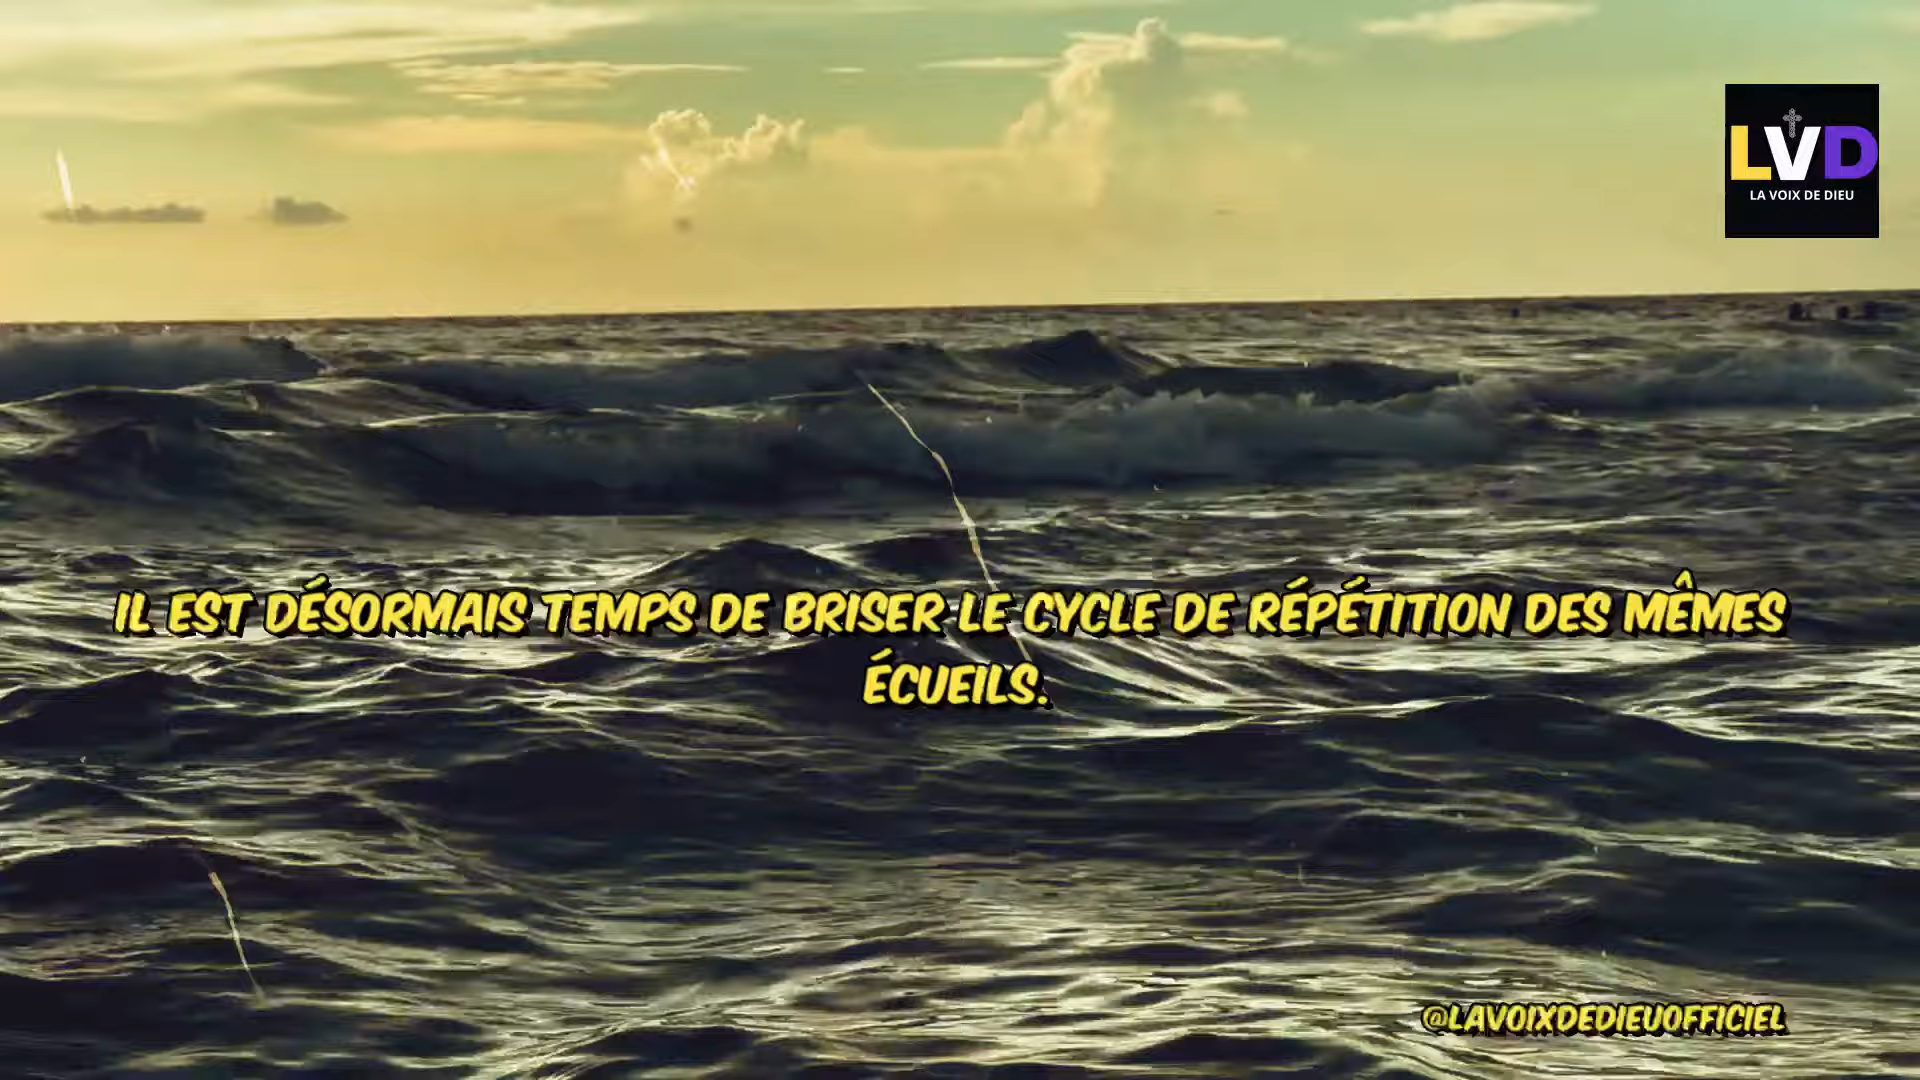 LVD
LA VOIX DE DIEU
IL EST DÉSORMAIS TEMPS DE BRISER LE CYCLE DE RÉPÉTITION DES MÊMES
ÉCUEILS.
@LAVOIXDEDIEUOFFICIEL